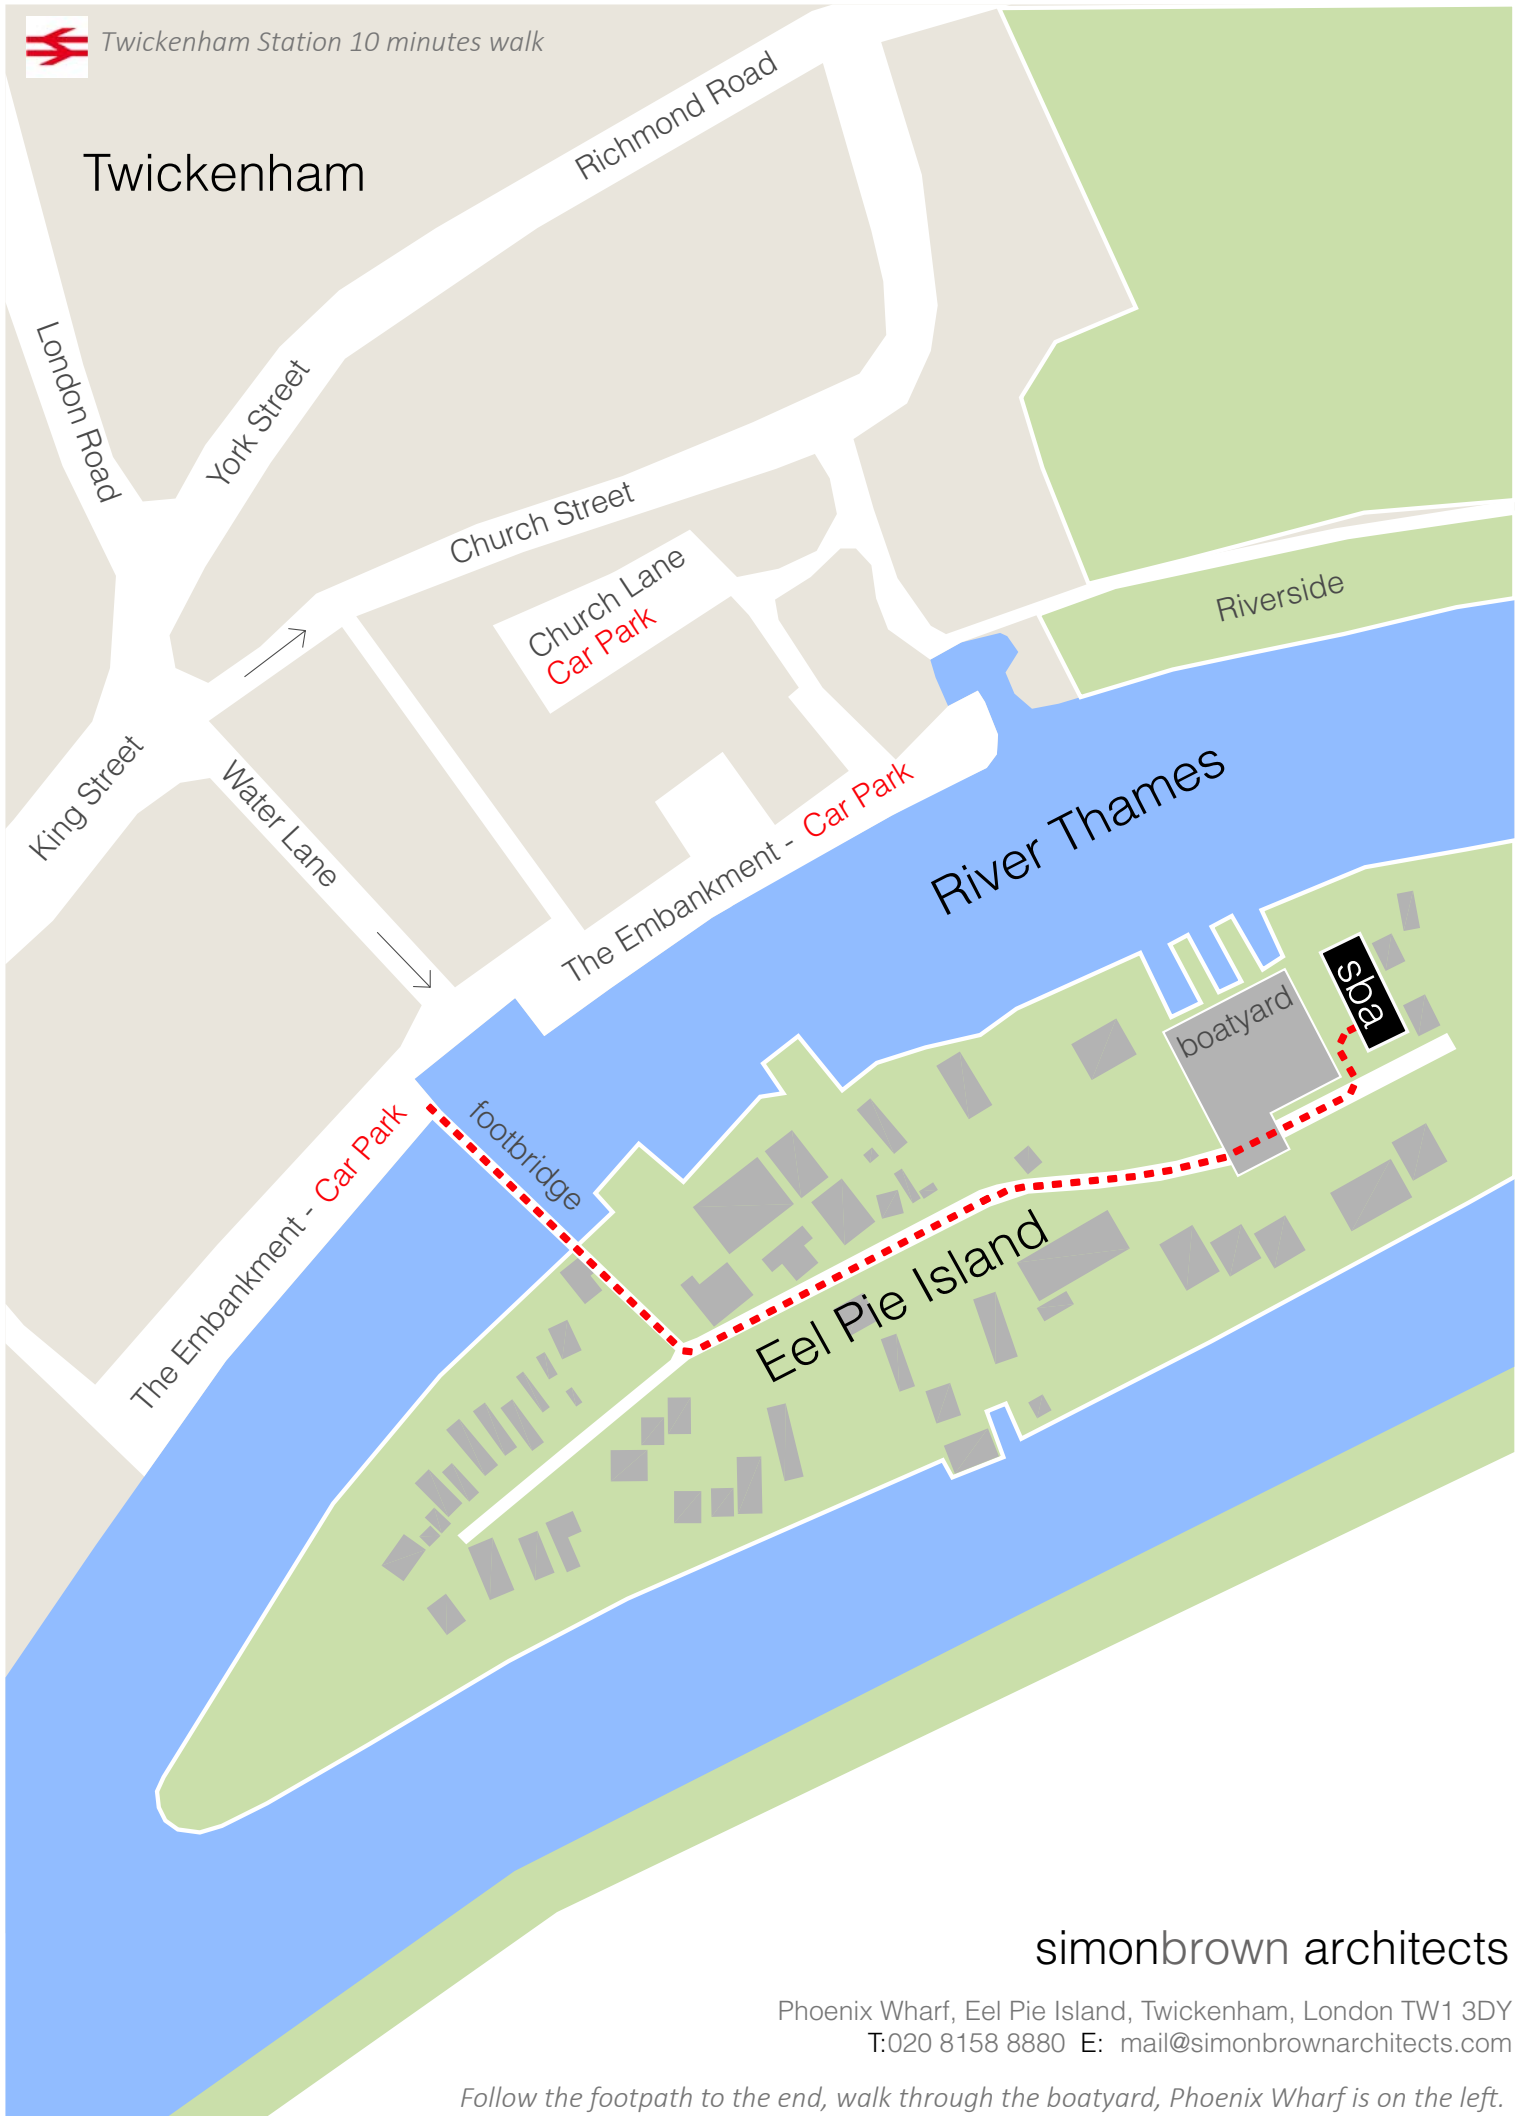 Twickenham Station 10 minutes walk
Richmond Road
Twickenham
London Road
York Street
Church Street
Church Lane
Car Park
Riverside
King Street
Water Lane
The Embankment - Car Park
River Thames
sba
boatyard
footbridge
The Embankment - Car Park
Eel Pie Island
simonbrown architects
Phoenix Wharf, Eel Pie Island, Twickenham, London TW1 3DY
T:020 8158 8880 E: mail@simonbrownarchitects.com
Follow the footpath to the end, walk through the boatyard, Phoenix Wharf is on the left.